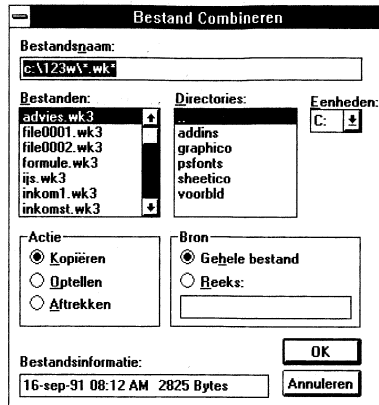 Bestand Combineren
Bestandsnaam:
c:\123w\*.wk*
Bestanden:
advies.wk3
file0001.wk3
file0002.wk3
formule.wk3
ijs.wk3
inkom1.wk3
inkomst.wk3
Directories:
..
addins
graphico
psfonts
sheetico
voorbld
Eenheden:
C:
Actie
Kopiëren
Optellen
Aftrekken
Bron
Gehele bestand
Reeks:
Bestandsinformatie:
16-sep-91 08:12 AM 2825 Bytes
OK
Annuleren